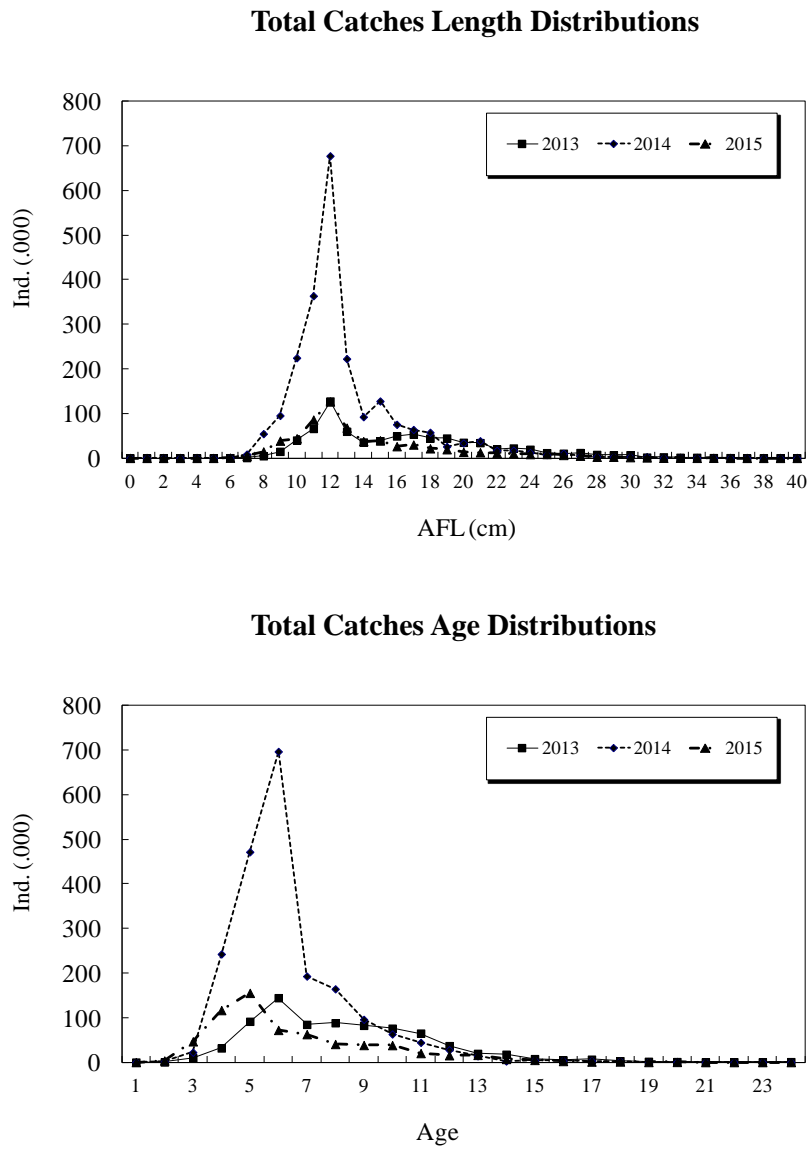 Total Catches Length Distributions
800
700
600
500
400
300
200
100
0
Ind. (.000)
2013 2014 2015
0 2 4 6 8 10 12 14 16 18 20 22 24 26 28 30 32 34 36 38 40
AFL (cm)
Total Catches Age Distributions
800
700
600
500
400
300
200
100
0
Ind. (.000)
2013 2014 2015
1 3 5 7 9 11 13 15 17 19 21 23
Age